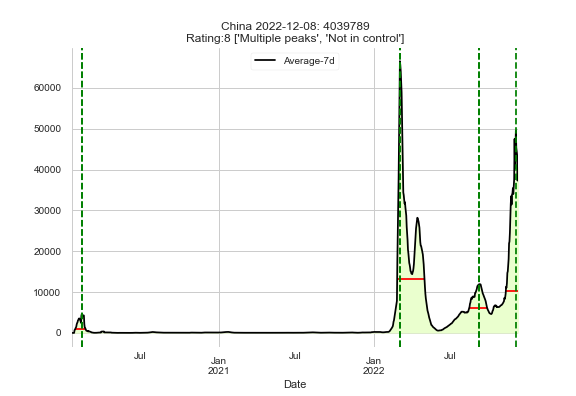 China 2022-12-08: 4039789
Rating:8 ['Multiple peaks', 'Not in control']
Average-7d
60000
50000
40000
30000
20000
10000
0
Jul
Jan
2021
Jul
Jan
2022
Jul
Date